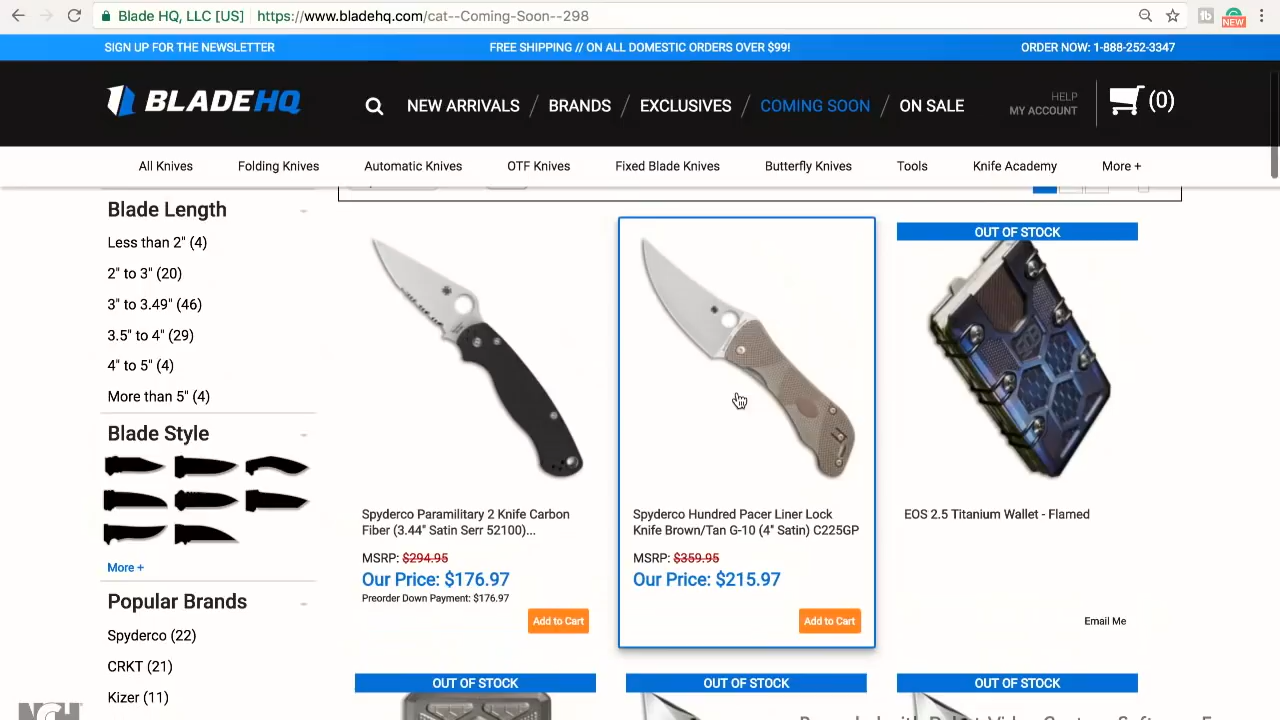 Blade HQ, LLC [US] https://www.bladehq.com/cat--Coming-Soon--298
NEW
SIGN UP FOR THE NEWSLETTER FREE SHIPPING // ON ALL DOMESTIC ORDERS OVER $99! ORDER NOW: 1-888-252-3347
BLADEHQ NEW ARRIVALS / BRANDS / EXCLUSIVES / COMING SOON / ON SALE HELP
MY ACCOUNT (0)
All Knives Folding Knives Automatic Knives OTF Knives Fixed Blade Knives Butterfly Knives Tools Knife Academy More +
Blade Length
Less than 2" (4)
2" to 3" (20)
3" to 3.49" (46)
3.5" to 4" (29)
4" to 5" (4)
More than 5" (4)
Blade Style
More +
Popular Brands
Spyderco (22)
CRKT (21)
Kizer (11)
Spyderco Paramilitary 2 Knife Carbon
Fiber (3.44" Satin Serr 52100)...
MSRP: $294.95
Our Price: $176.97
Preorder Down Payment: $176.97
Add to Cart
Spyderco Hundred Pacer Liner Lock
Knife Brown/Tan G-10 (4" Satin) C225GP
MSRP: $359.95
Our Price: $215.97
Add to Cart
OUT OF STOCK
EOS 2.5 Titanium Wallet - Flamed
Email Me
OUT OF STOCK OUT OF STOCK OUT OF STOCK